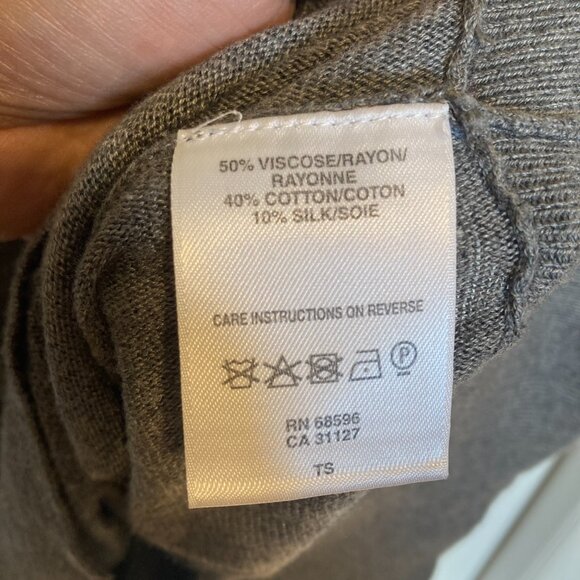 50% VISCOSE/RAYON/
RAYONNE
40% COTTON/COTON
10% SILK/SOIE
CARE INSTRUCTIONS ON REVERSE
P
RN 68596
CA 31127
TS